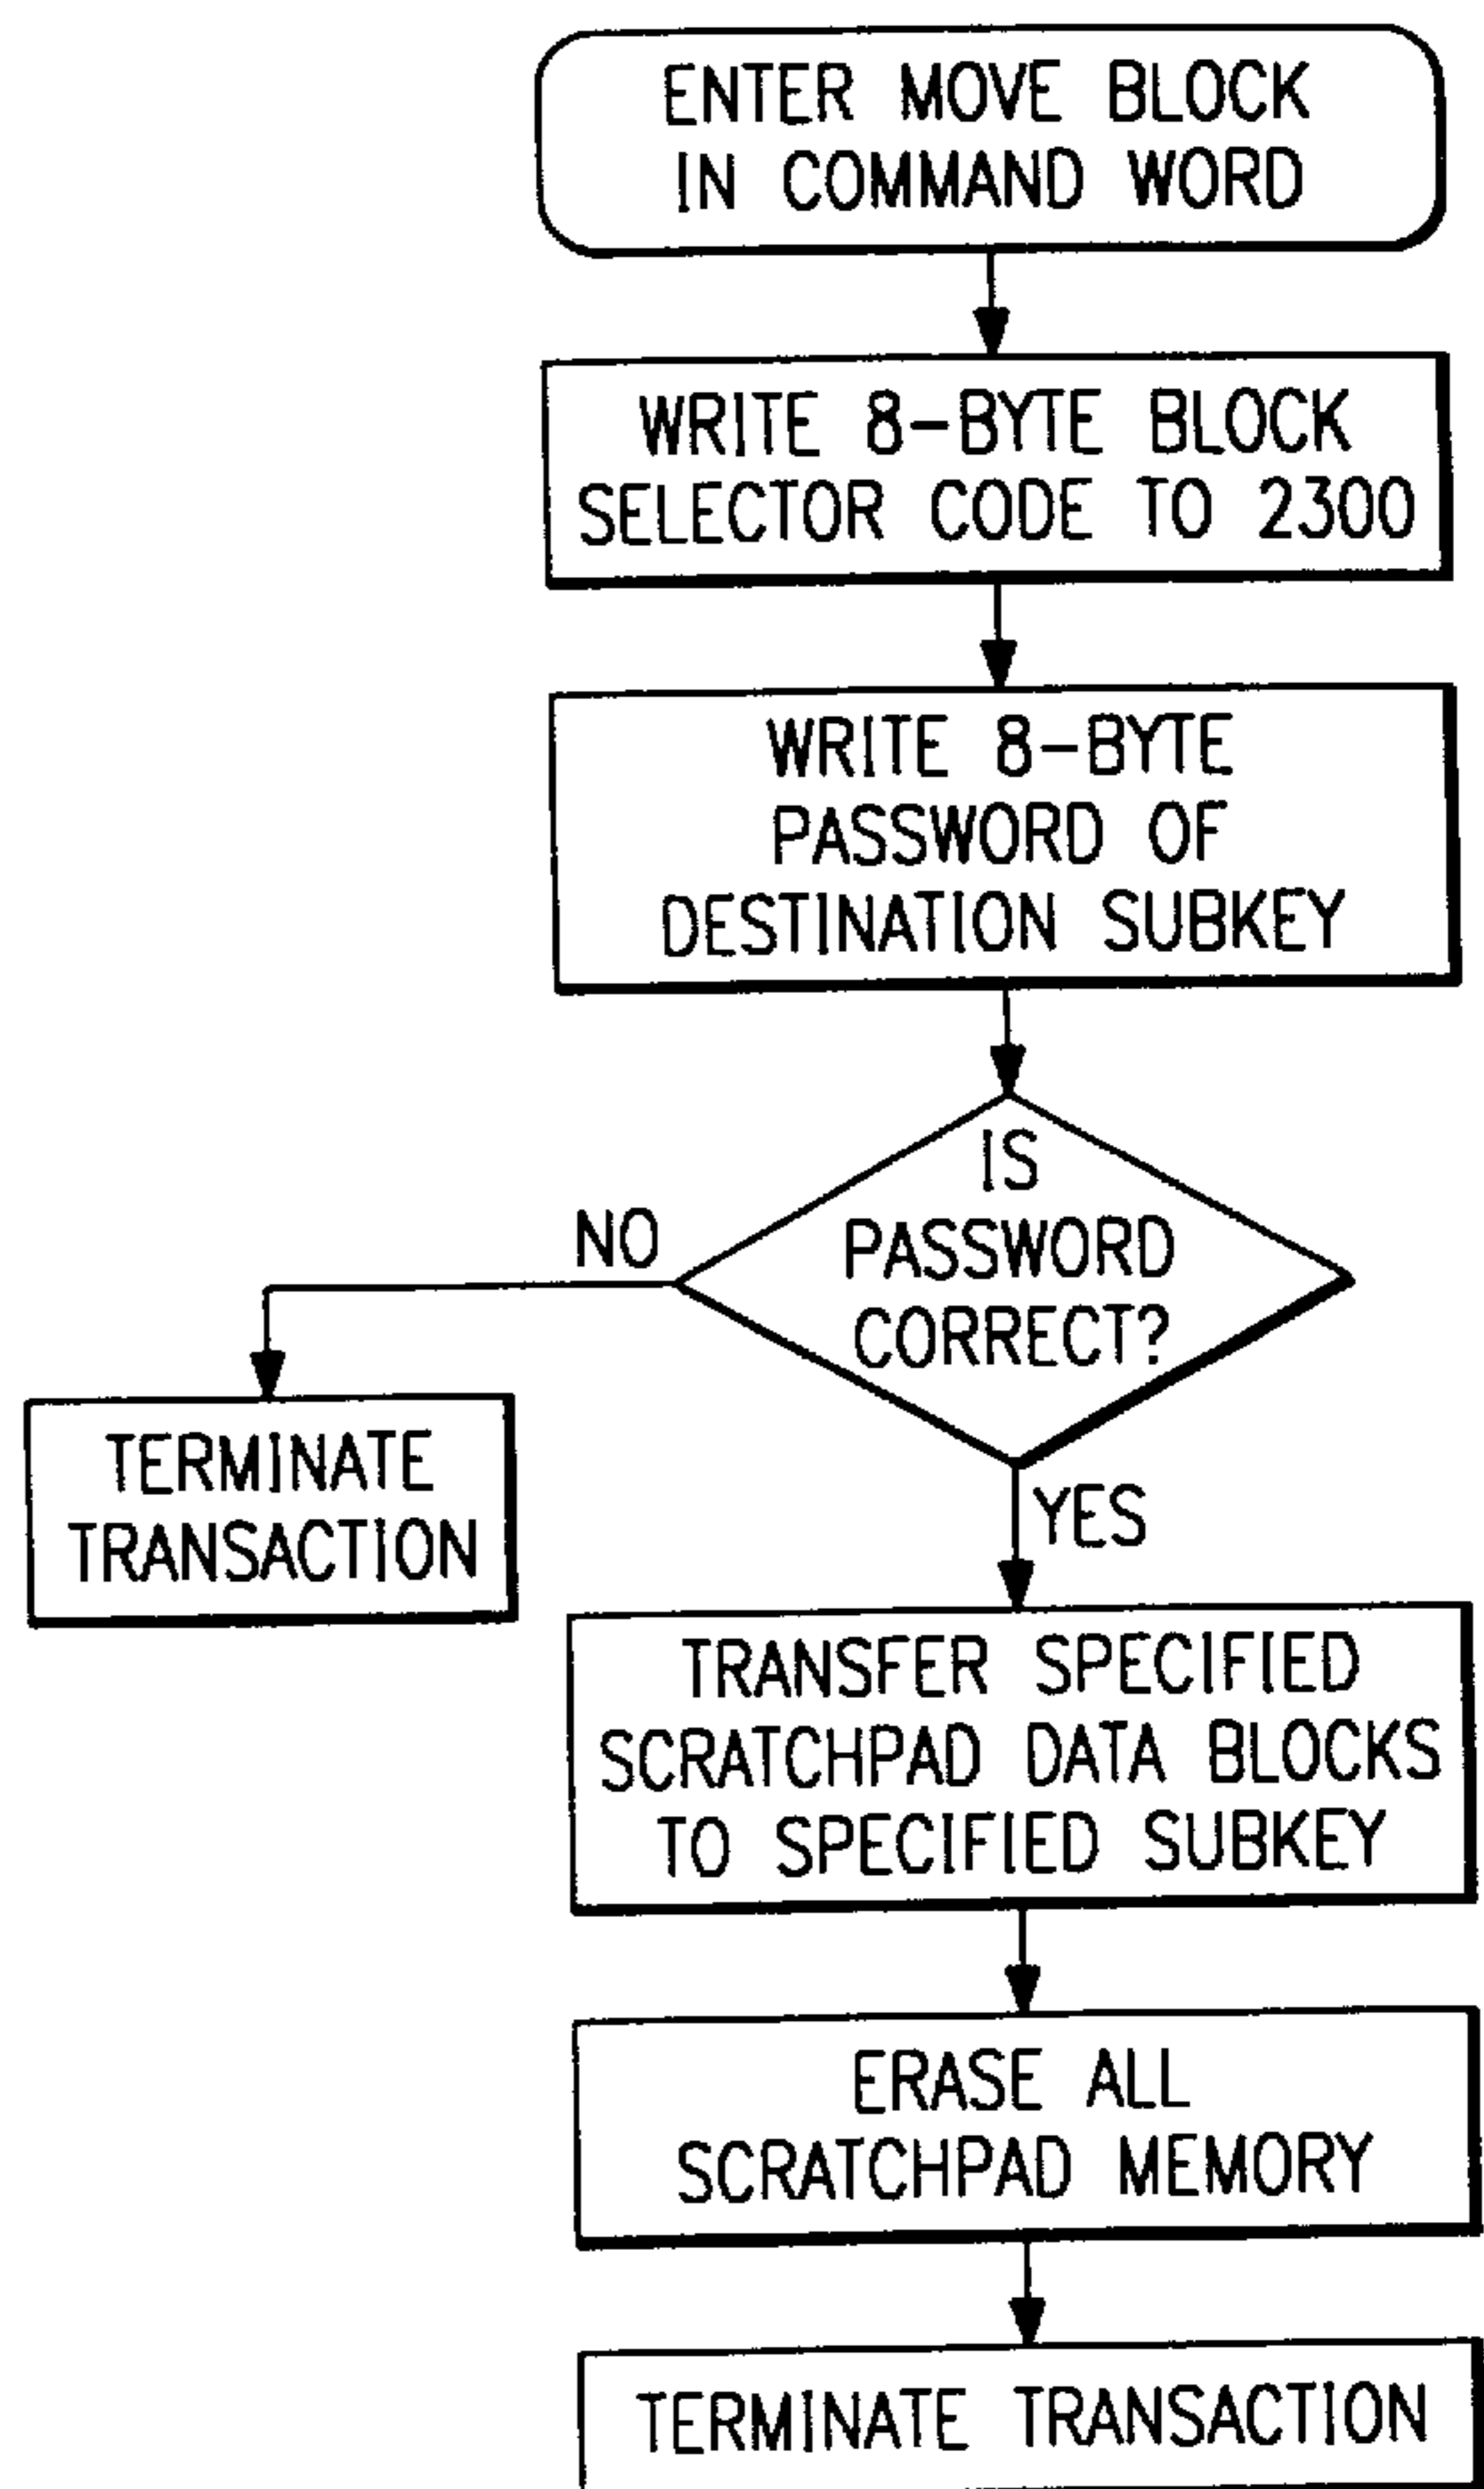 ENTER MOVE BLOCK
IN COMMAND WORD
WRITE 8-BYTE BLOCK
SELECTOR CODE TO 2300
WRITE 8-BYTE
PASSWORD OF
DESTINATION SUBKEY
IS
PASSWORD
CORRECT?
NO
TERMINATE
TRANSACTION
YES
TRANSFER SPECIFIED
SCRATCHPAD DATA BLOCKS
TO SPECIFIED SUBKEY
ERASE ALL
SCRATCHPAD MEMORY
TERMINATE TRANSACTION